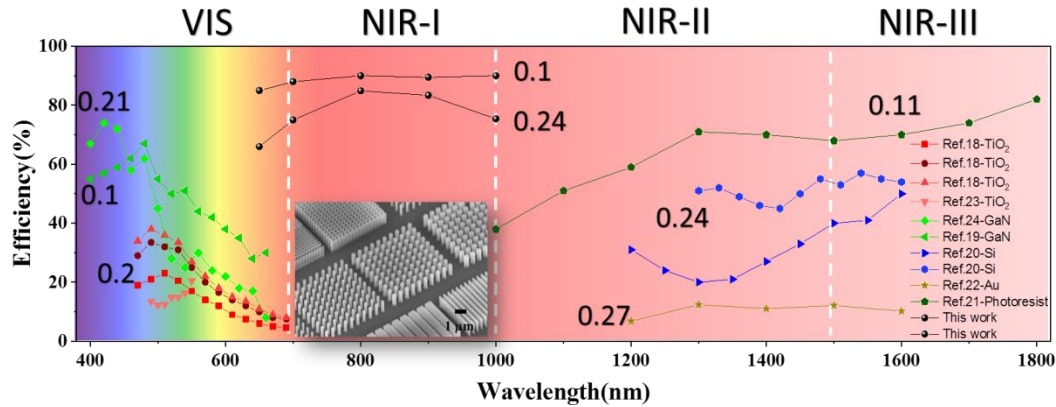 VIS NIR-I NIR-II NIR-III
100
80
60
40
20
0
Efficiency(%)
0.21
0.1
0.2
0.1
0.24
0.24
0.27
0.11
1 μm
Ref.18-TiO₂
Ref.18-TiO₂
Ref.18-TiO₂
Ref.23-TiO₂
Ref.24-GaN
Ref.19-GaN
Ref.20-Si
Ref.20-Si
Ref.22-Au
Ref.21-Photoresist
This work
This work
400 600 800 1000 1200 1400 1600 1800
Wavelength(nm)